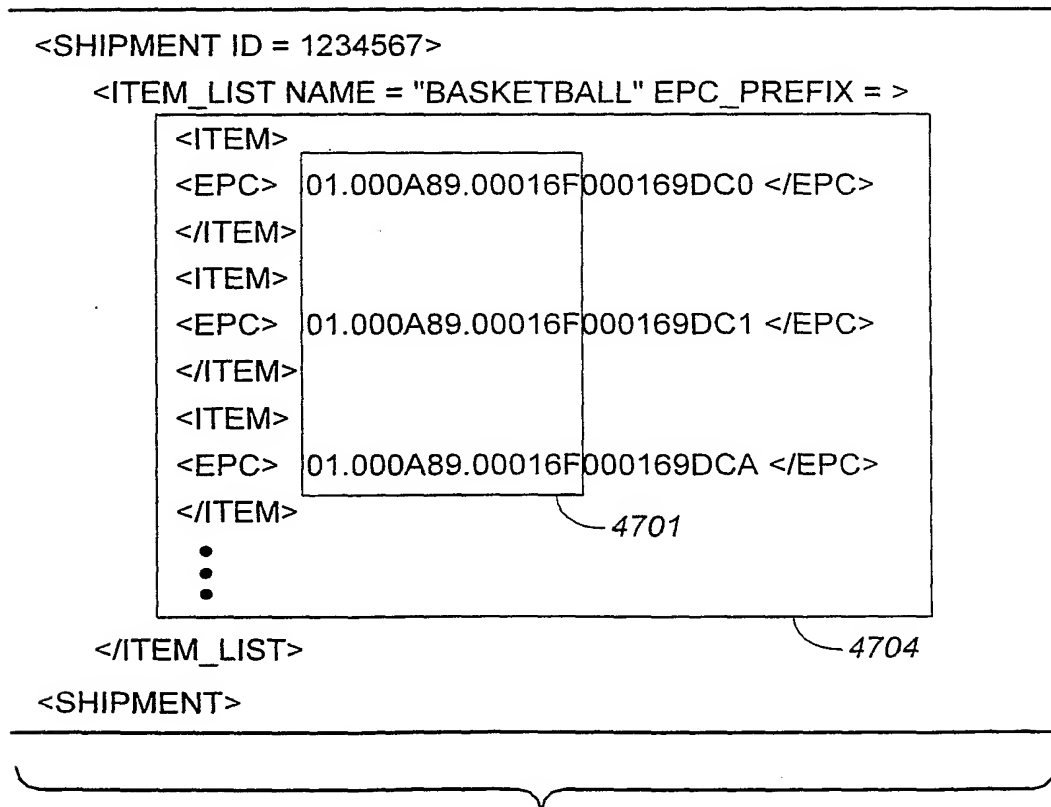 <SHIPMENT ID = 1234567>
<ITEM_LIST NAME = "BASKETBALL" EPC_PREFIX = >
<ITEM>
<EPC> 01.000A89.00016F000169DC0 </EPC>
</ITEM>
<ITEM>
<EPC> 01.000A89.00016F000169DC1 </EPC>
</ITEM>
<ITEM>
<EPC> 01.000A89.00016F000169DCA </EPC>
</ITEM>
4701
</ITEM_LIST>
4704
<SHIPMENT>